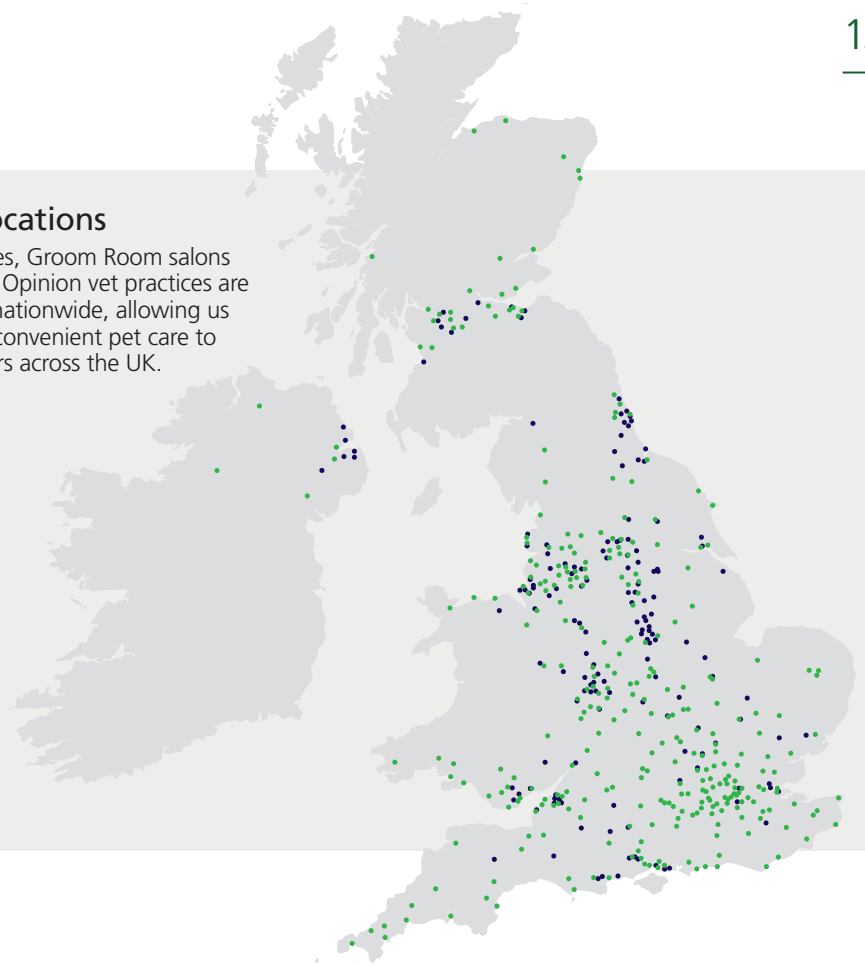 1
ocations
es, Groom Room salons
Opinion vet practices are
nationwide, allowing us
convenient pet care to
rs across the UK.